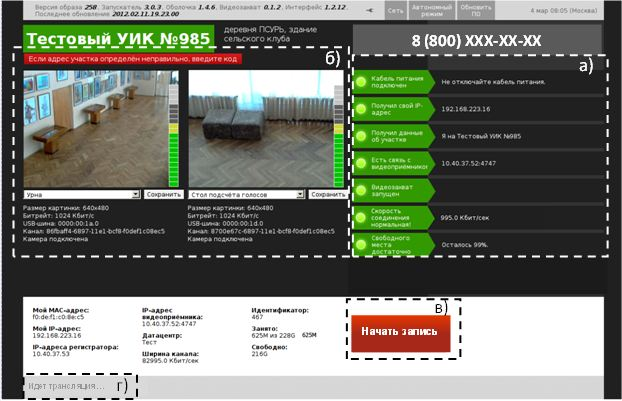 Версия образа 258. Запускатор 3.0.3. Оболочка 1.4.6. Видеозахват 0.1.2. Интерфейс 1.2.12.
Последнее обновление 2012.02.11.19.23.00
Сеть
Автономный режим
Обновить ПО
4 мар 08:05 (Москва)
Тестовый УИК №985
деревня ПСУРЬ, здание
сельского клуба
8 (800) XXX-XX-XX
Если адрес участка определён неправильно, введите код
б)
а)
Урна
Сохранить
Стол подсчёта голосов
Сохранить
Размер картинки: 640x480
Битрейт: 1024 Кбит/с
USB-шина: 0000:00:1a.0
Канал: 86fbaff4-6897-11e1-bcf8-f0def1c08ec5
Камера подключена
Размер картинки: 640x480
Битрейт: 1024 Кбит/с
USB-шина: 0000:00:1d.0
Канал: 8700e67c-6897-11e1-bcf8-f0def1c08ec5
Камера подключена
Кабель питания
подключен
Не отключайте кабель питания.
Получил свой IP-
адрес
192.168.223.16
Получил данные
об участке
Я на Тестовый УИК №985
Есть связь с
видеоприёмником
10.40.37.52:4747
Видеозахват
запущен
Скорость
соединения
нормальная!
995.0 Кбит/сек
Свободного
места
достаточно
Осталось 99%.
Мой MAC-адрес:
f0:de:f1:c0:8e:c5
Мой IP-адрес:
192.168.223.16
IP-адреса регистратора:
10.40.37.53
IP-адрес
видеоприёмника:
10.40.37.52:4747
Датацентр:
Тест
Ширина канала:
82995.0 Кбит/сек
Идентификатор:
467
Занято:
625M из 228G
625M
Свободно:
216G
в)
Начать запись
Идет трансляция...
г)